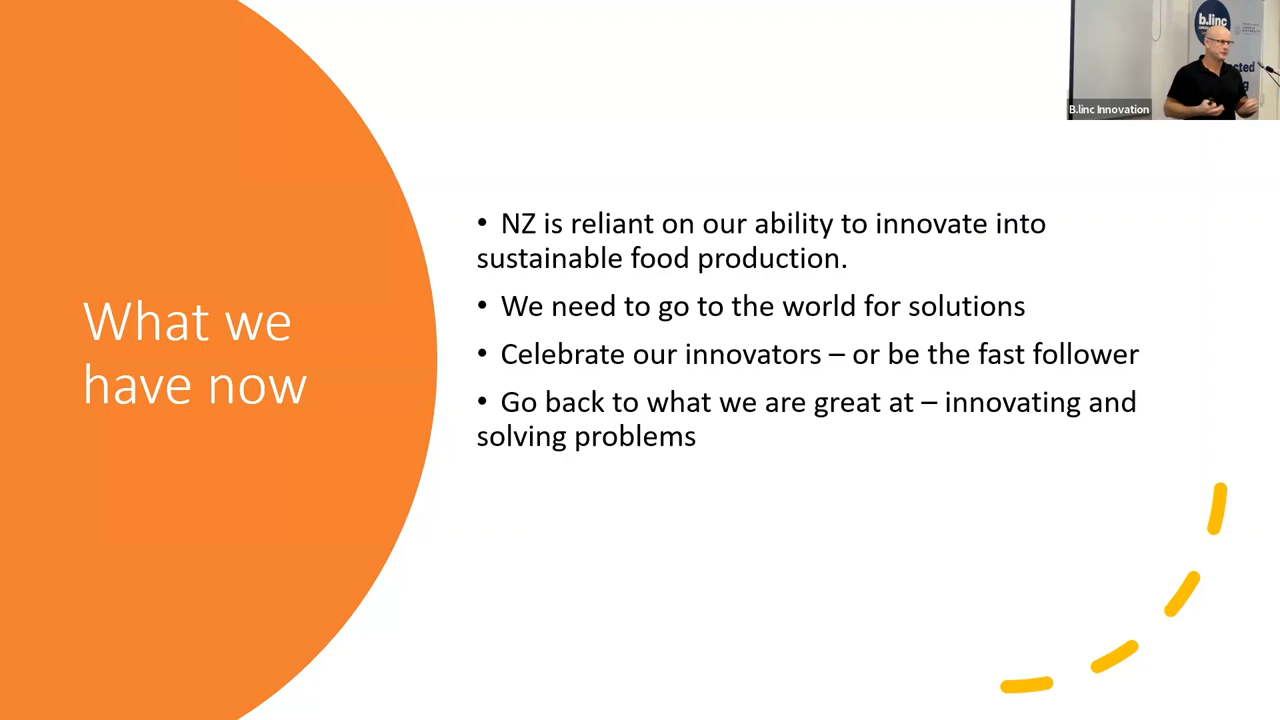 b.linc
cted
g
B.linc Innovation
What we
have now
• NZ is reliant on our ability to innovate into
sustainable food production.
• We need to go to the world for solutions
• Celebrate our innovators – or be the fast follower
• Go back to what we are great at – innovating and
solving problems